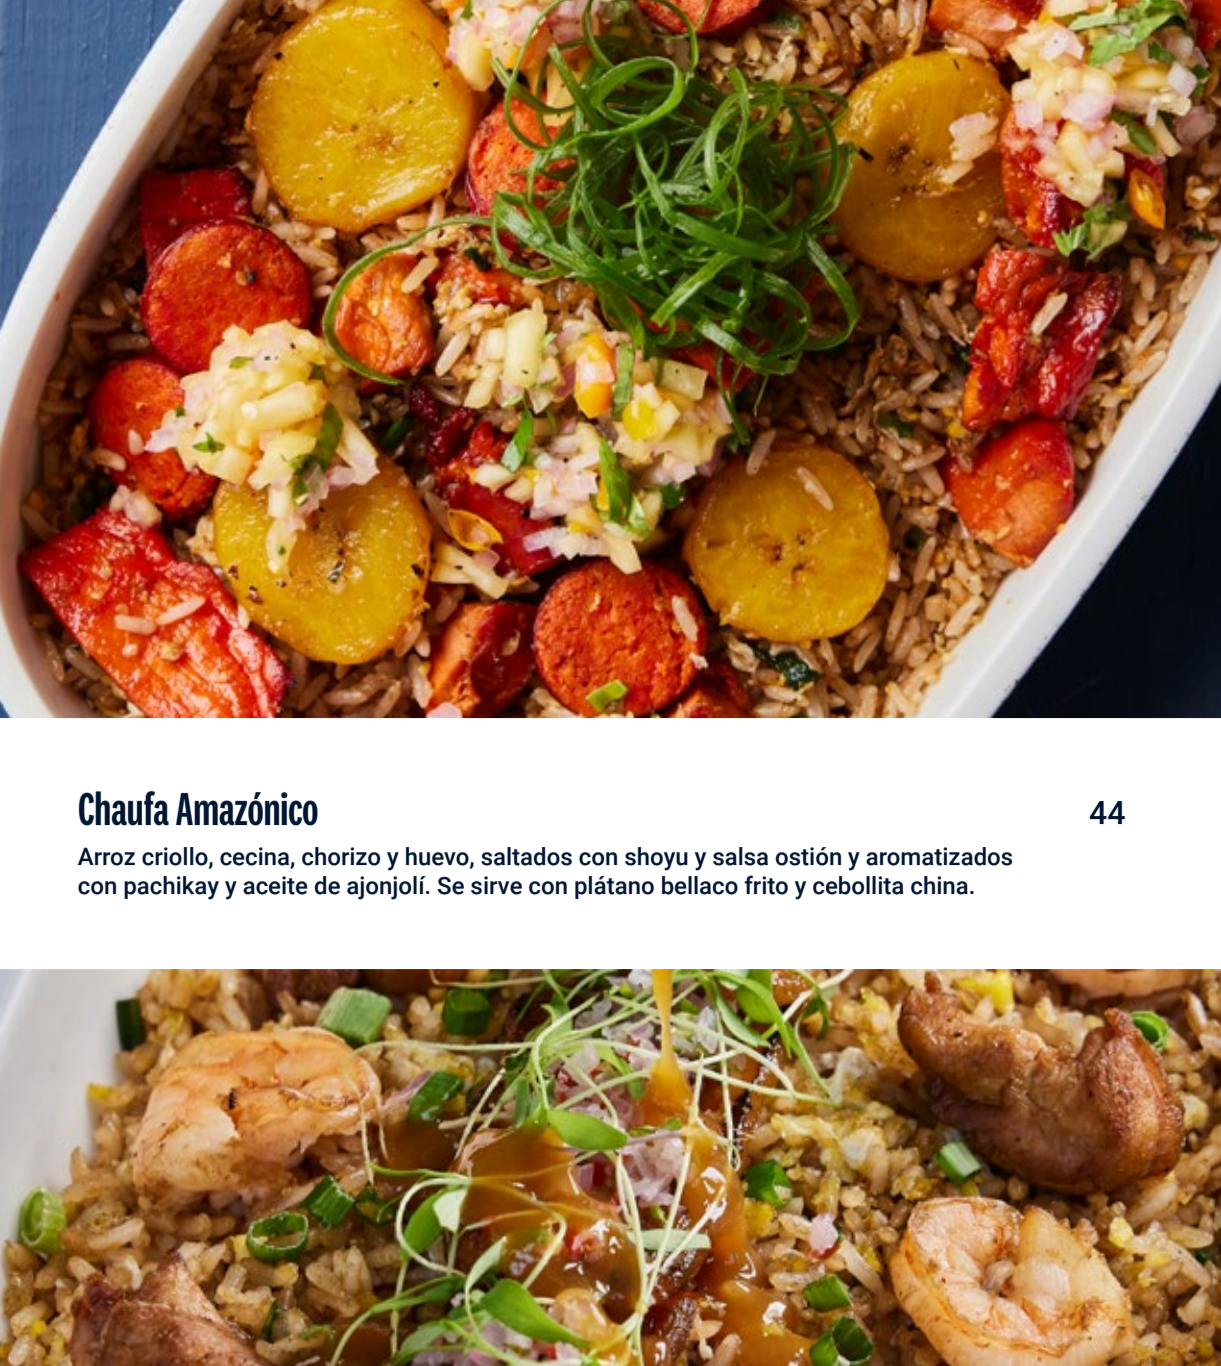 Chaufa Amazónico 44
Arroz criollo, cecina, chorizo y huevo, saltados con shoyu y salsa ostión y aromatizados
con pachikay y aceite de ajonjolí. Se sirve con plátano bellaco frito y cebollita china.